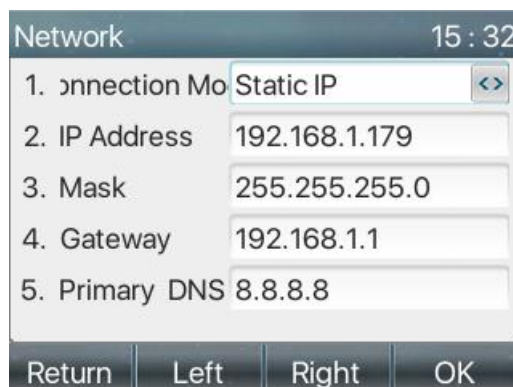 Network 15 : 32
1. onnection Mo Static IP
2. IP Address 192.168.1.179
3. Mask 255.255.255.0
4. Gateway 192.168.1.1
5. Primary DNS 8.8.8.8
Return Left Right OK